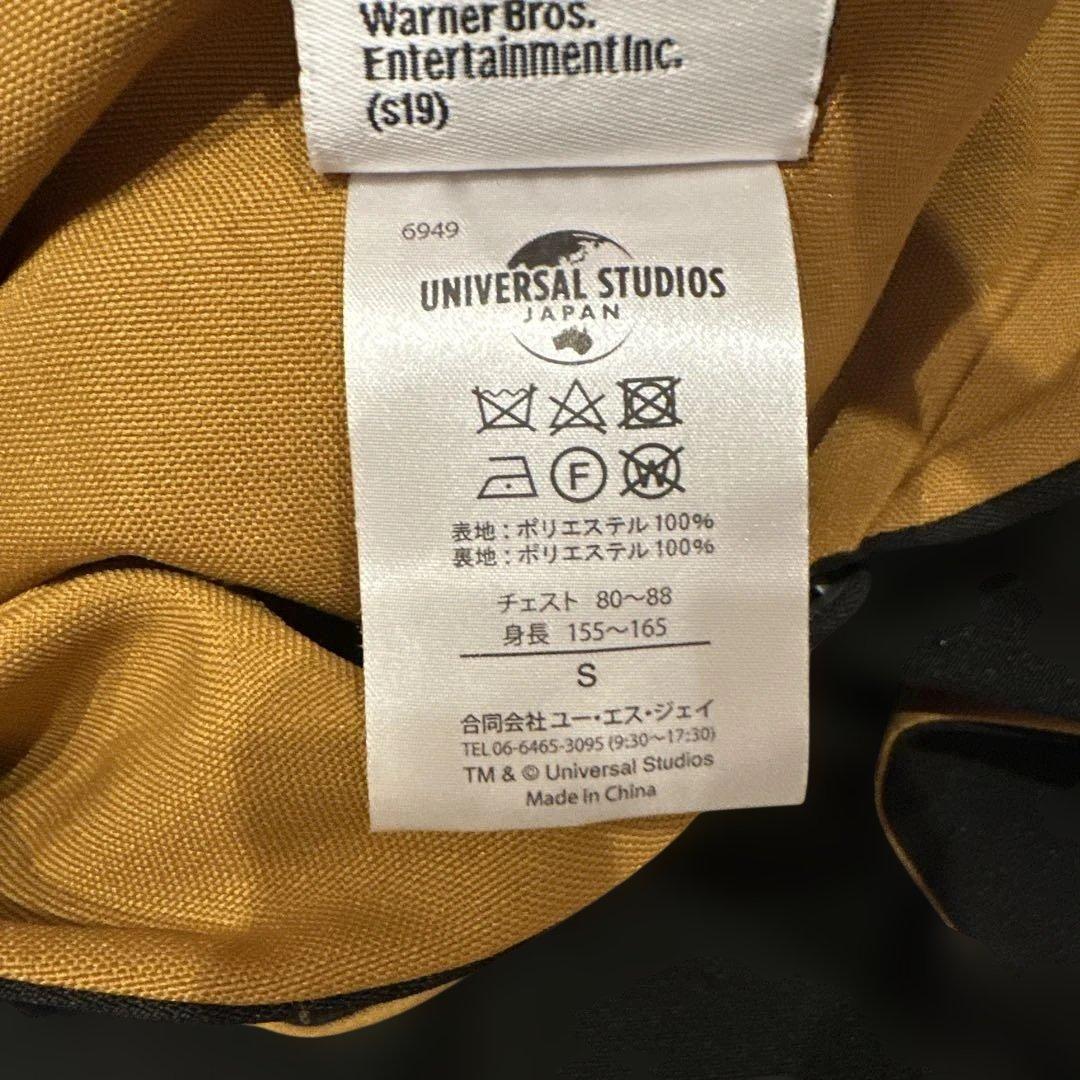 Warner Bros.
Entertainment Inc.
(s19)
6949
UNIVERSAL STUDIOS
JAPAN
F
W
表地：ポリエステル 100%
裏地：ポリエステル 100%
チェスト 80〜88
身長 155〜165
S
合同会社 ユー・エス・ジェイ
TEL 06-6465-3095 (9:30〜17:30)
TM & © Universal Studios
Made in China